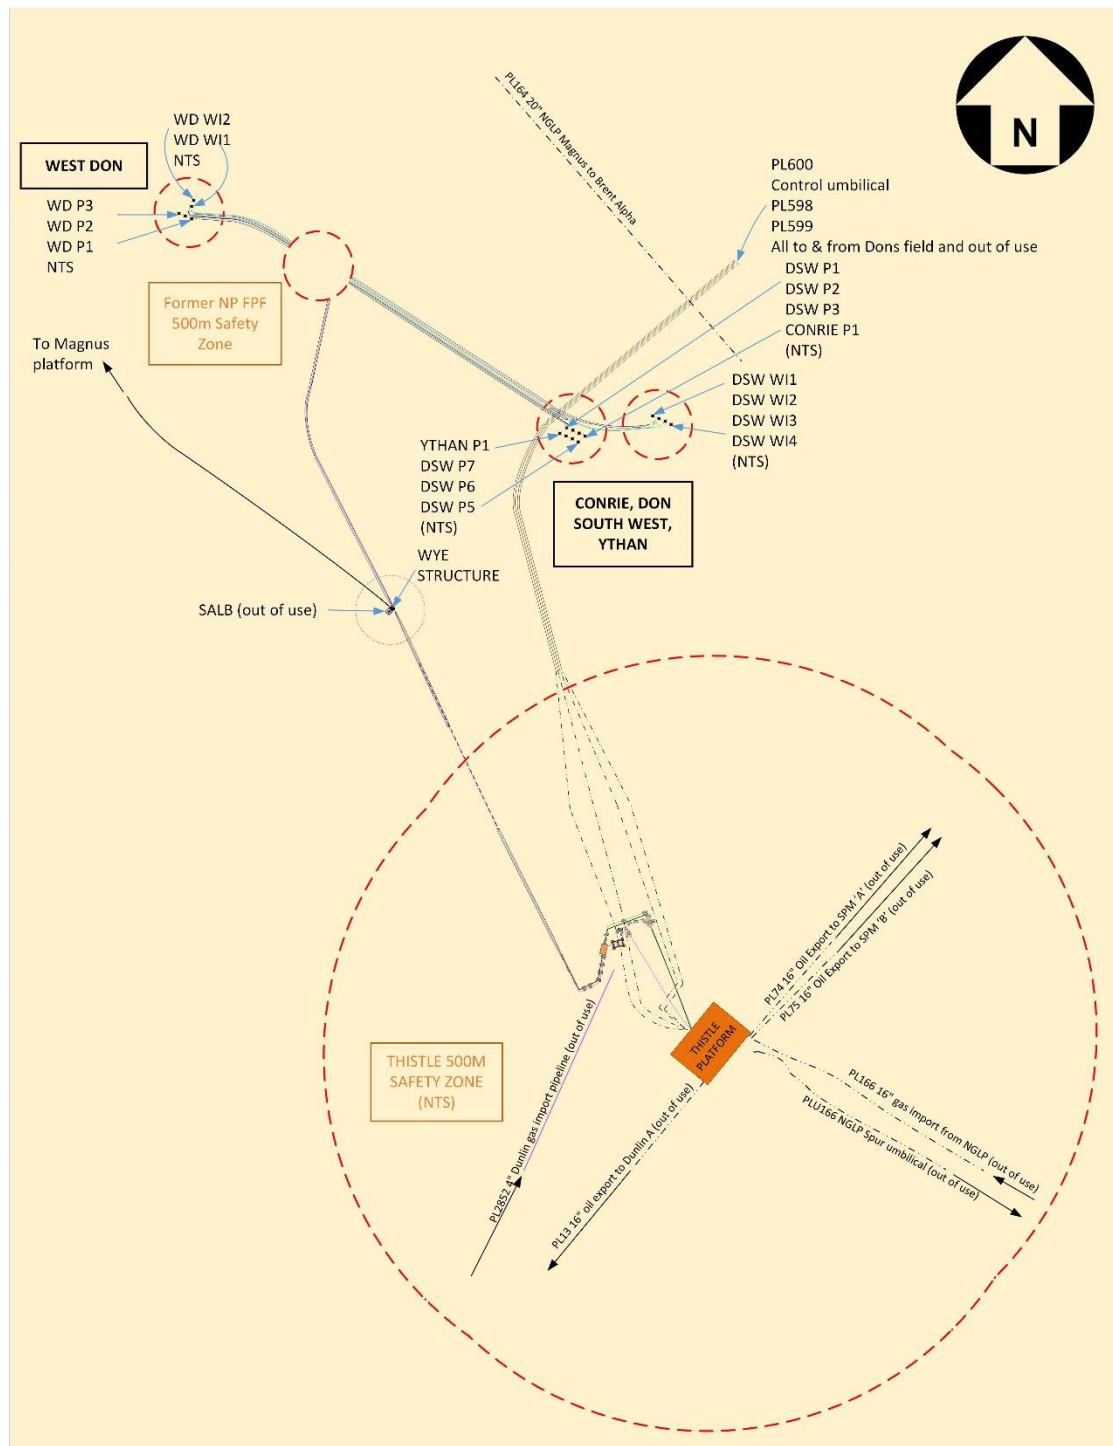 N
PL164 20" NGLP Magnus to Brent Alpha
WD WI2
WD WI1
NTS
WEST DON
WD P3
WD P2
WD P1
NTS
PL600
Control umbilical
PL598
PL599
All to & from Dons field and out of use
DSW P1
DSW P2
DSW P3
CONRIE P1
(NTS)
Former NP FPF
500m Safety
Zone
To Magnus
platform
DSW WI1
DSW WI2
DSW WI3
DSW WI4
(NTS)
YTHAN P1
DSW P7
DSW P6
DSW P5
(NTS)
CONRIE, DON
SOUTH WEST,
YTHAN
WYE
STRUCTURE
SALB (out of use)
PL74 16" Oil Export to SPM 'A' (out of use)
PL75 16" Oil Export to SPM 'B' (out of use)
THISTLE
PLATFORM
THISTLE 500M
SAFETY ZONE
(NTS)
PL2852 4" Dunlin gas import pipeline (out of use)
PL13 16" oil export to Dunlin A (out of use)
PL166 16" gas import from NGLP (out of use)
PLU166 NGLP Spur umbilical (out of use)